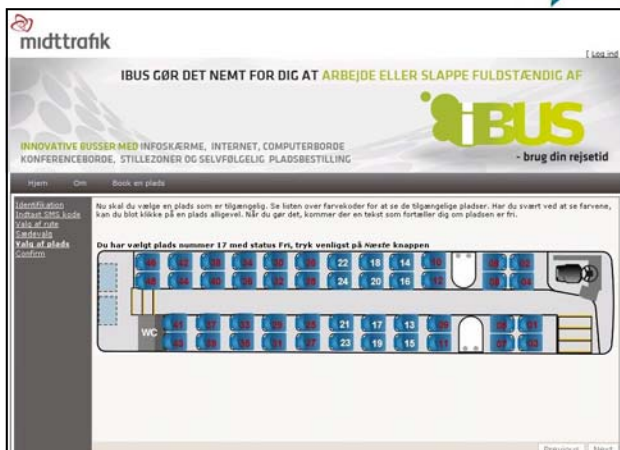 midttrafik
[ Log ind
IBUS GØR DET NEMT FOR DIG AT ARBEJDE ELLER SLAPPE FULDSTÆNDIG AF
iBUS
INNOVATIVE BUSSER MED INFOSKÆRME, INTERNET, COMPUTERBORDE
KONFERENCEBORDE, STILLEZONER OG SELVFØLGELIG PLADSBESTILLING
- brug din rejsetid
Hjem Om Book en plads
Identifikation
Indtast SMS kode
Valg af rute
Sædevalg
Valg af plads
Confirm
Nu skal du vælge en plads som er tilgængelig. Se listen over farvekoder for at se de tilgængelige pladser. Har du svært ved at se farverne,
kan du blot klikke på en plads alligevel. Når du gør det, kommer der en tekst som fortæller dig om pladsen er fri.
Du har vælgt plads nummer 17 med status Fri, tryk venligst på Næste knappen
22 18 14 10
24 20 16 12
WC
21 17 13 09
23 19 15 11
Previous Next